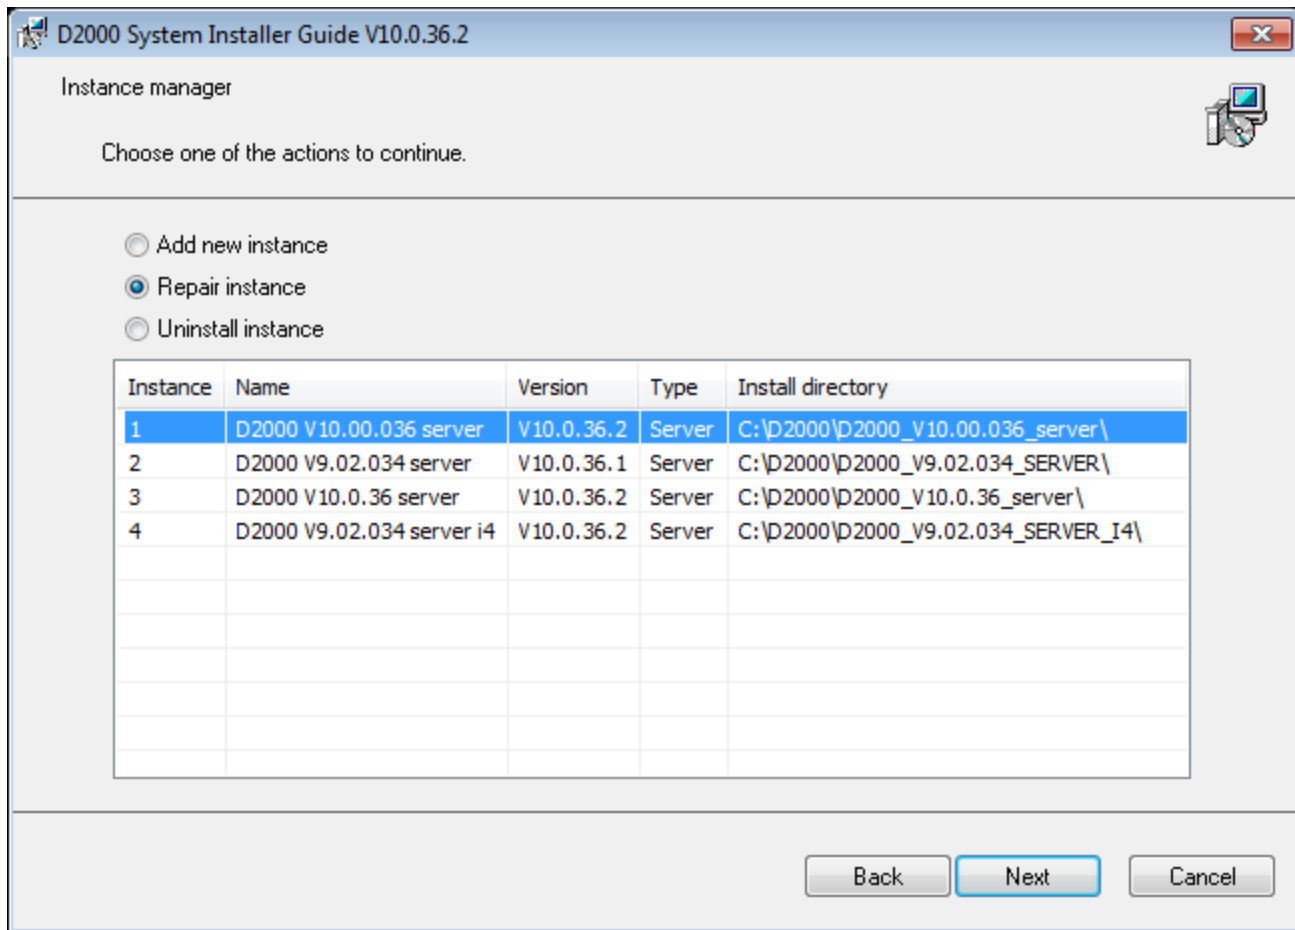 D2000 System Installer Guide V10.0.36.2
Instance manager
Choose one of the actions to continue.
Add new instance
Repair instance
Uninstall instance
Instance Name Version Type Install directory
1 D2000 V10.00.036 server V10.0.36.2 Server C:\D2000\D2000_V10.00.036_server\
2 D2000 V9.02.034 server V10.0.36.1 Server C:\D2000\D2000_V9.02.034_SERVER\
3 D2000 V10.0.36 server V10.0.36.2 Server C:\D2000\D2000_V10.0.36_server\
4 D2000 V9.02.034 server i4 V10.0.36.2 Server C:\D2000\D2000_V9.02.034_SERVER_I4\
Back Next Cancel